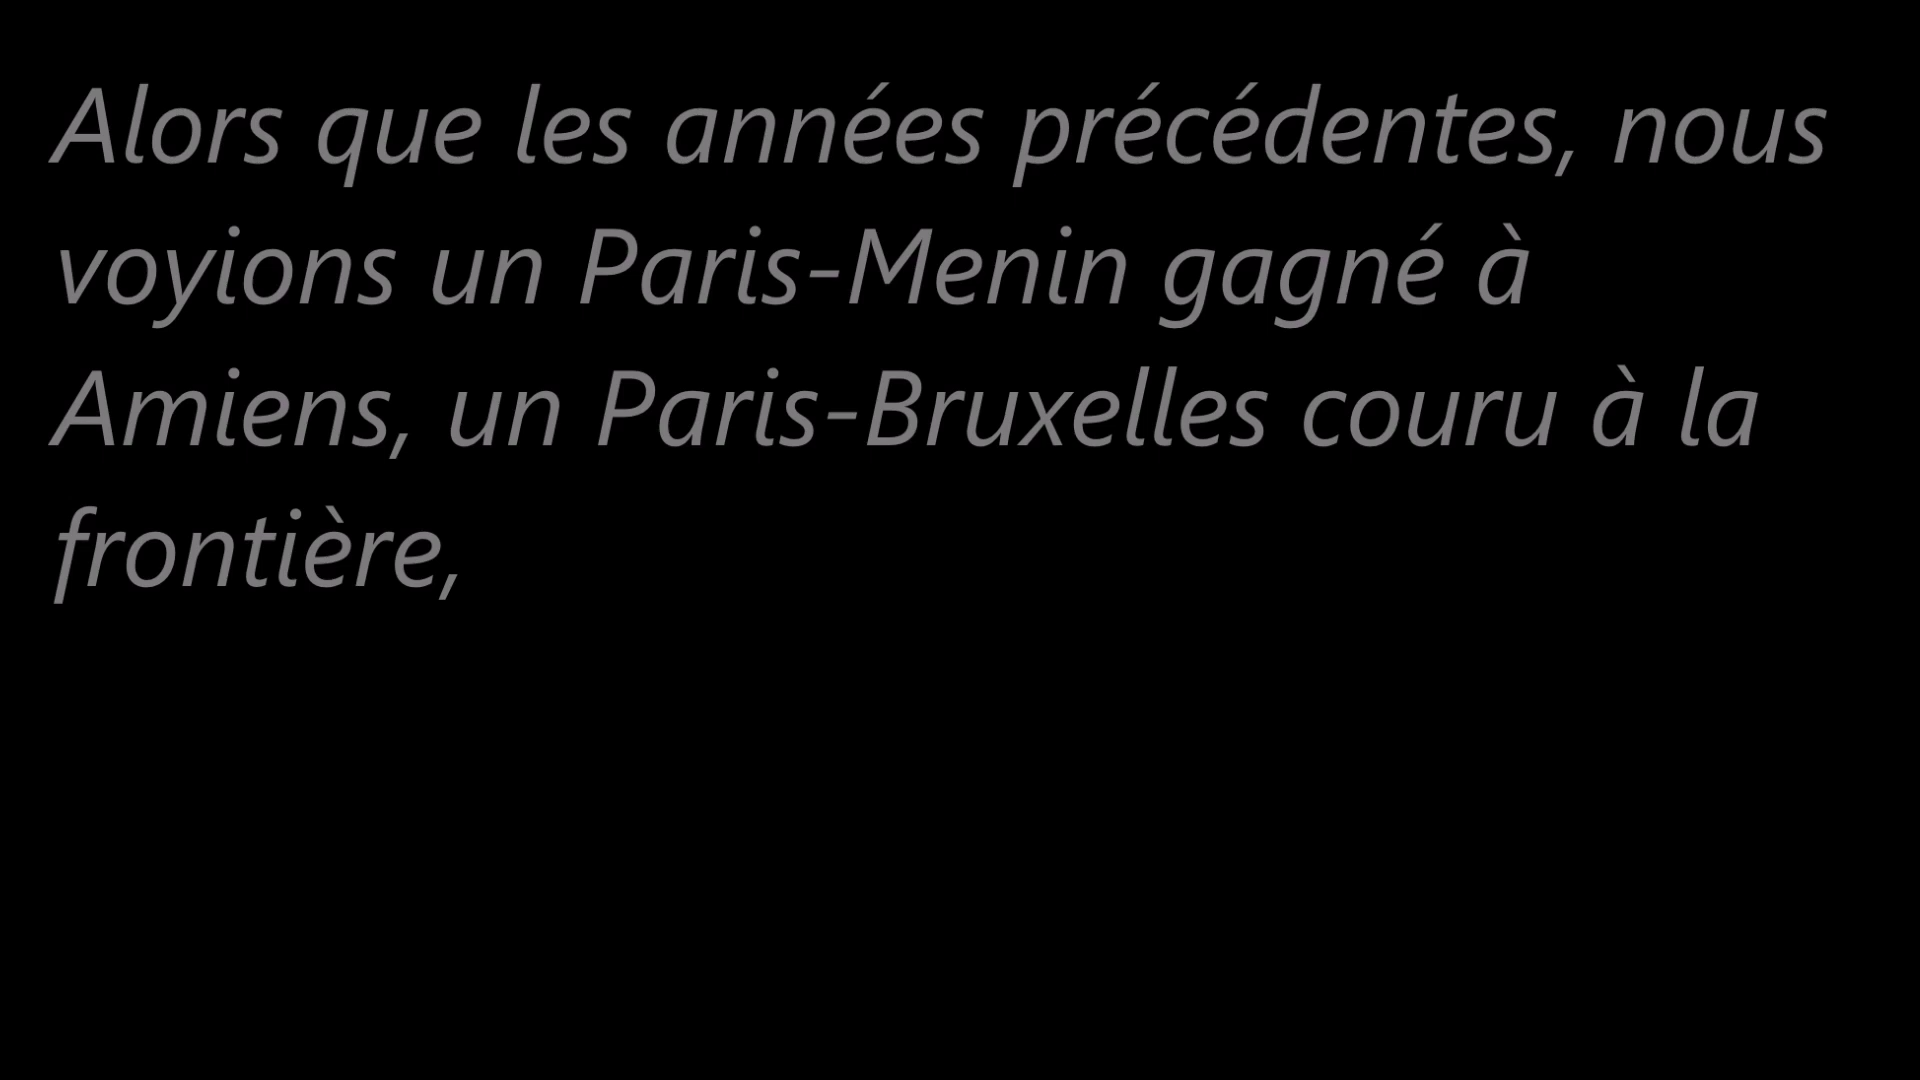 Alors que les années précédentes, nous
voyions un Paris-Menin gagné à
Amiens, un Paris-Bruxelles couru à la
frontière,